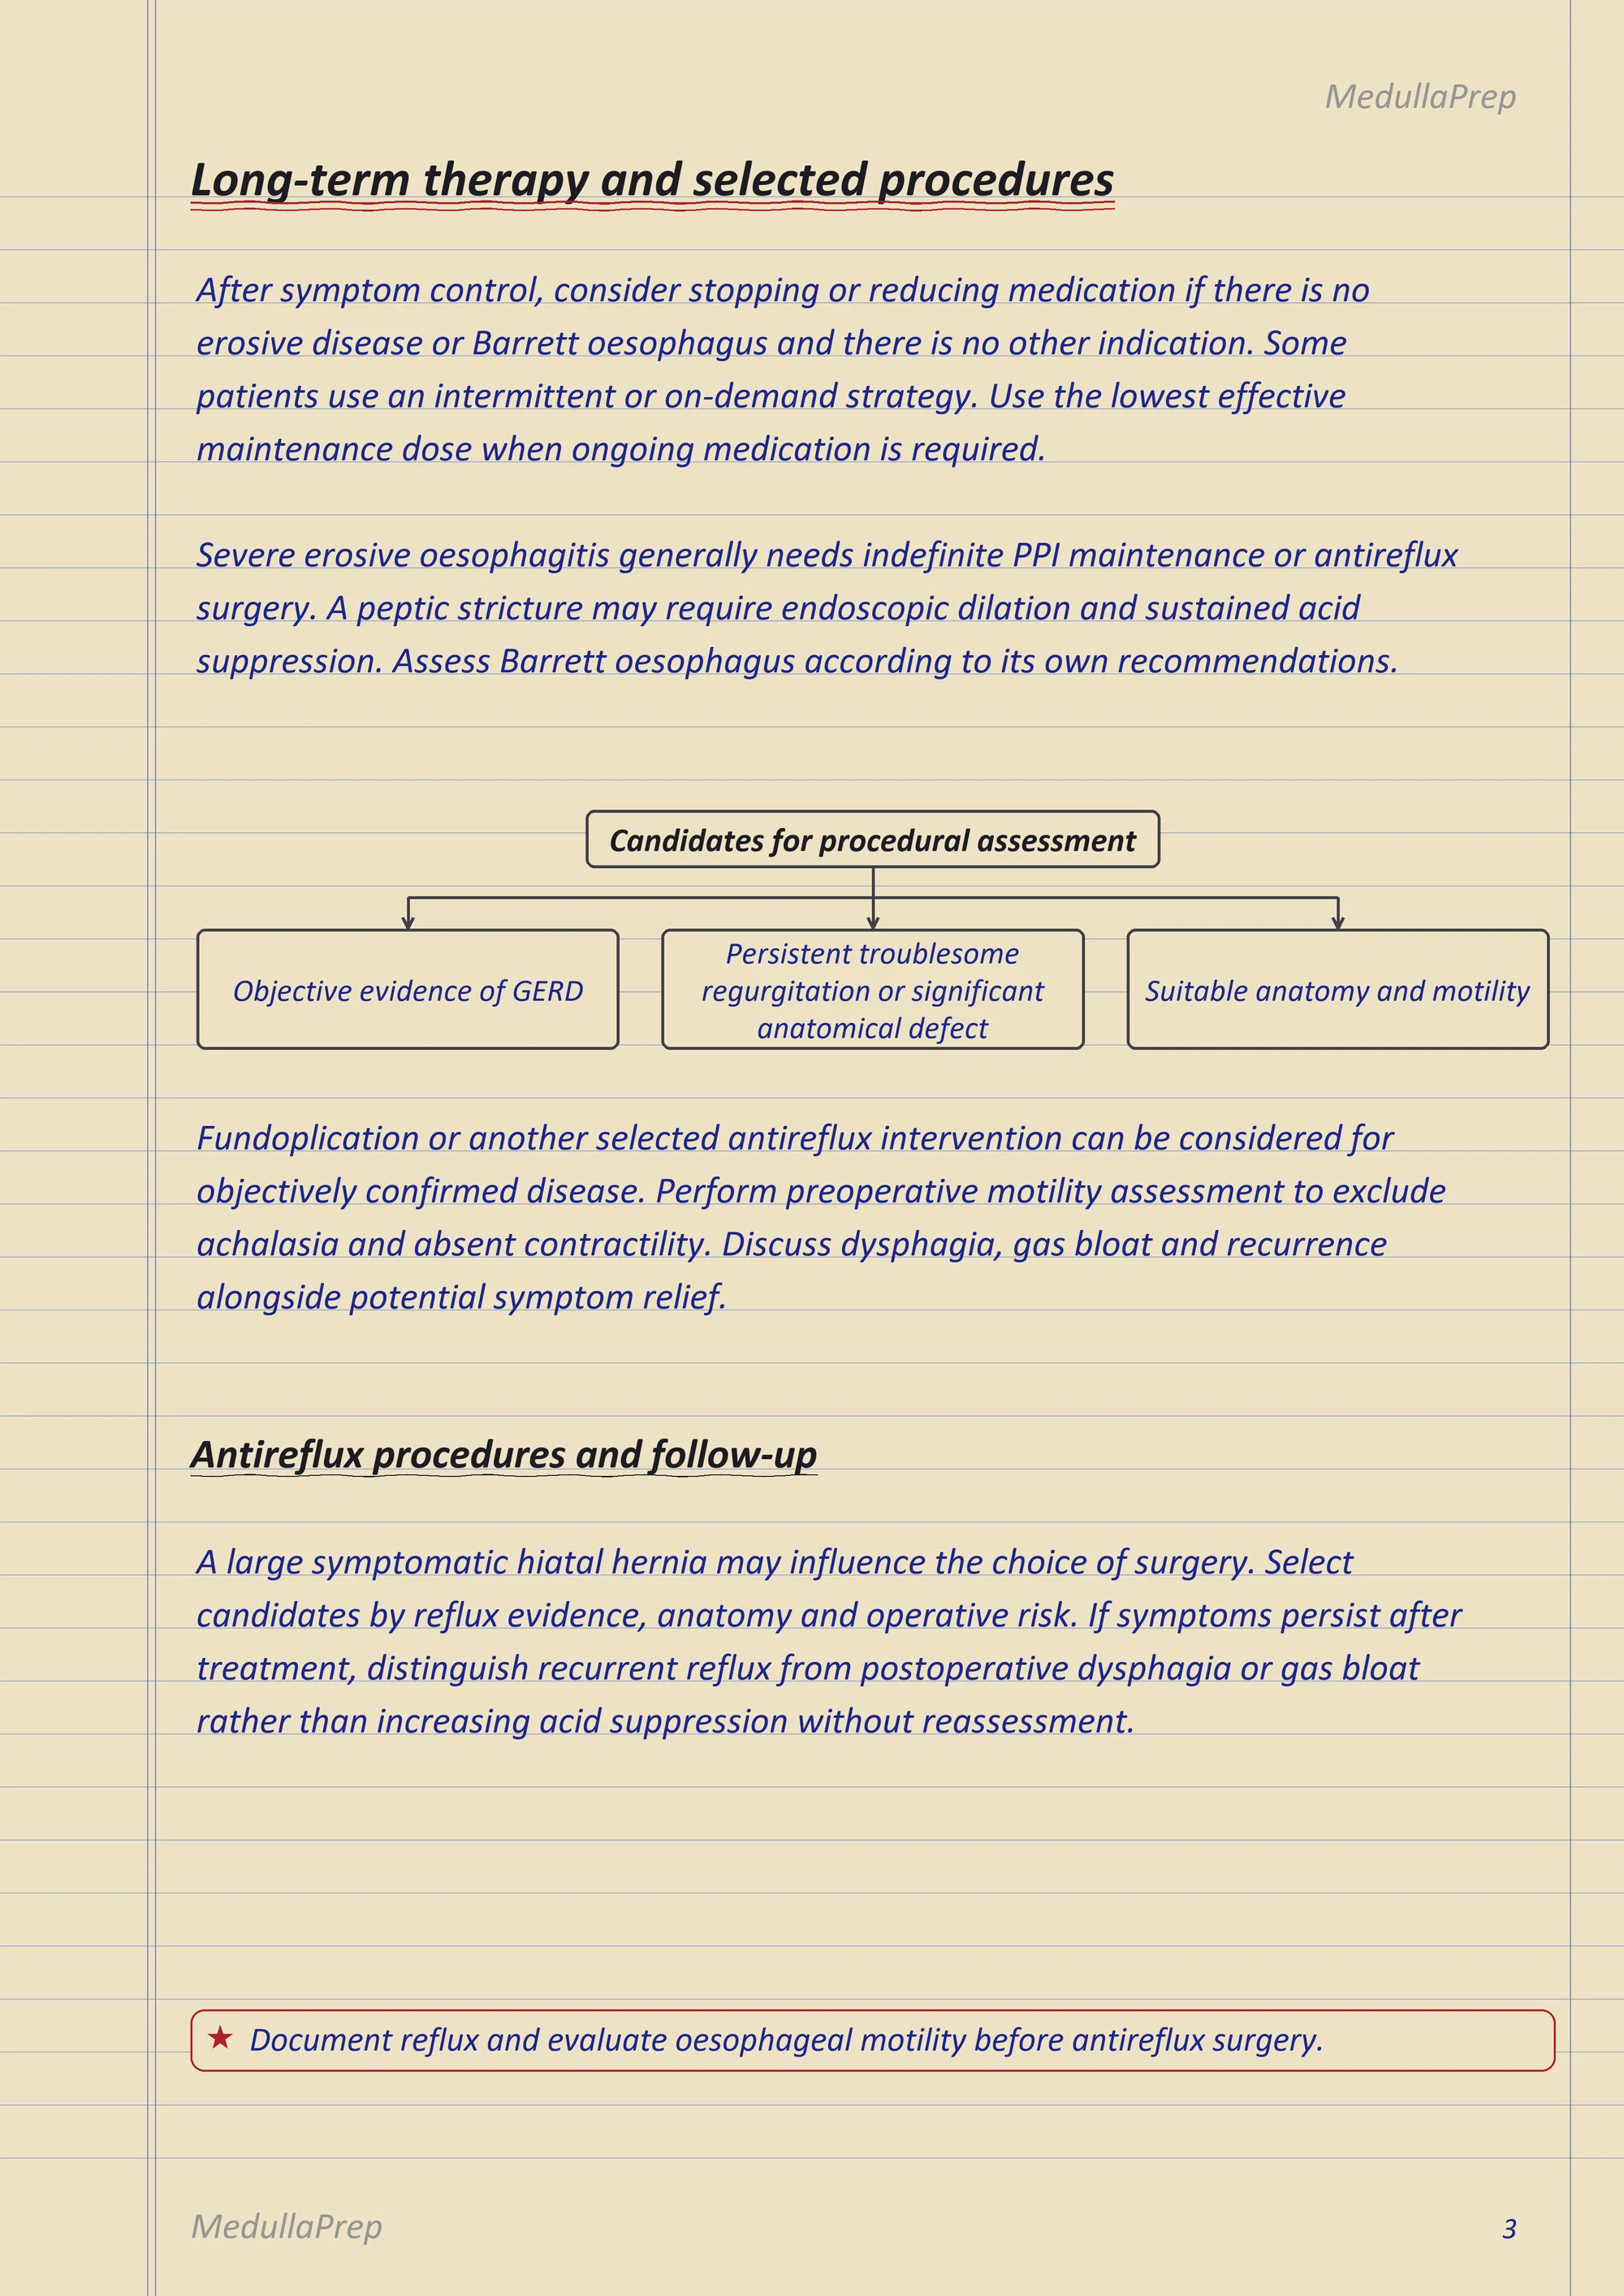 MedullaPrep
Long-term therapy and selected procedures
After symptom control, consider stopping or reducing medication if there is no
erosive disease or Barrett oesophagus and there is no other indication. Some
patients use an intermittent or on-demand strategy. Use the lowest effective
maintenance dose when ongoing medication is required.
Severe erosive oesophagitis generally needs indefinite PPI maintenance or antireflux
surgery. A peptic stricture may require endoscopic dilation and sustained acid
suppression. Assess Barrett oesophagus according to its own recommendations.
Candidates for procedural assessment
Objective evidence of GERD
Persistent troublesome
regurgitation or significant
anatomical defect
Suitable anatomy and motility
Fundoplication or another selected antireflux intervention can be considered for
objectively confirmed disease. Perform preoperative motility assessment to exclude
achalasia and absent contractility. Discuss dysphagia, gas bloat and recurrence
alongside potential symptom relief.
Antireflux procedures and follow-up
A large symptomatic hiatal hernia may influence the choice of surgery. Select
candidates by reflux evidence, anatomy and operative risk. If symptoms persist after
treatment, distinguish recurrent reflux from postoperative dysphagia or gas bloat
rather than increasing acid suppression without reassessment.
★ Document reflux and evaluate oesophageal motility before antireflux surgery.
MedullaPrep
3